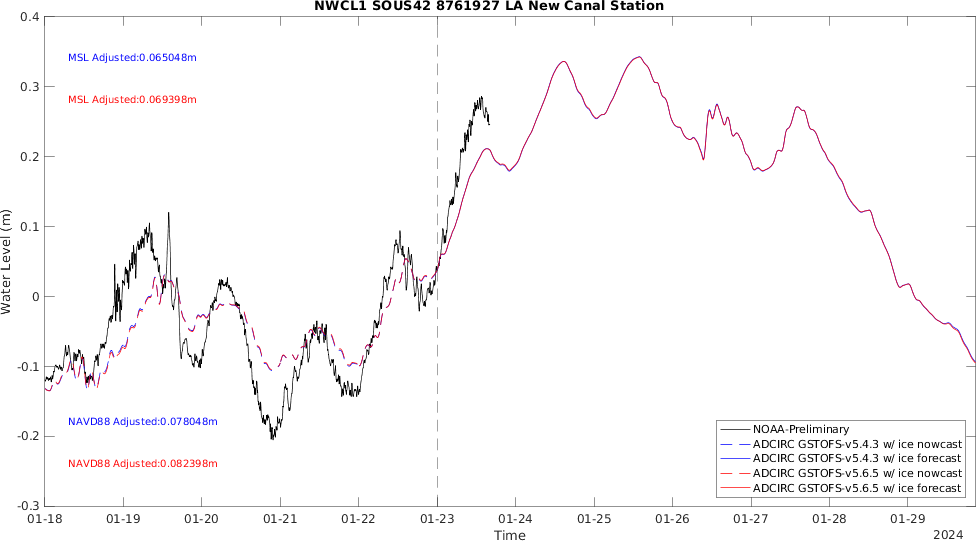 NWCL1 SOUS42 8761927 LA New Canal Station
0.4
0.3
0.2
0.1
0
-0.1
-0.2
-0.3
Water Level (m)
MSL Adjusted:0.065048m
MSL Adjusted:0.069398m
NAVD88 Adjusted:0.078048m
NAVD88 Adjusted:0.082398m
NOAA-Preliminary
ADCIRC GSTOFS-v5.4.3 w/ ice nowcast
ADCIRC GSTOFS-v5.4.3 w/ ice forecast
ADCIRC GSTOFS-v5.6.5 w/ ice nowcast
ADCIRC GSTOFS-v5.6.5 w/ ice forecast
01-18 01-19 01-20 01-21 01-22 01-23 01-24 01-25 01-26 01-27 01-28 01-29
Time
2024